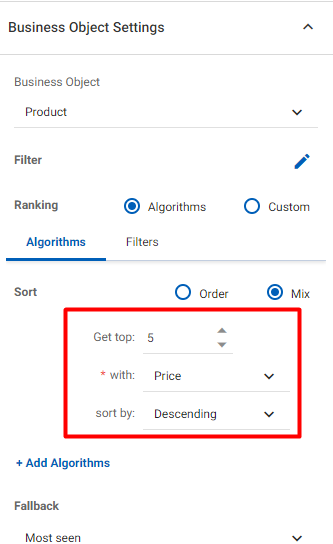 Business Object Settings
Business Object
Product
Filter
Ranking Algorithms Custom
Algorithms Filters
Sort Order Mix
Get top: 5
* with: Price
sort by: Descending
+ Add Algorithms
Fallback
Most seen